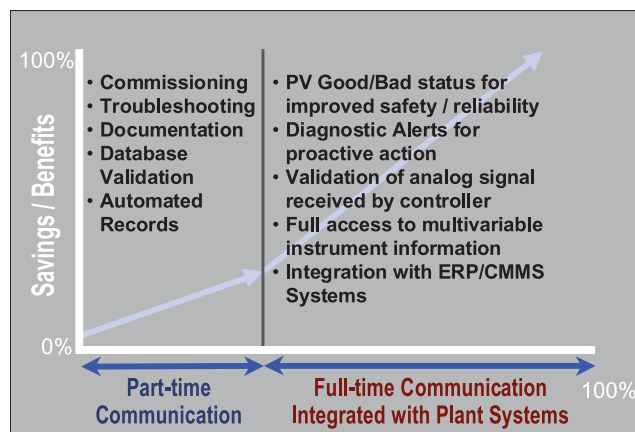 100%
Savings / Benefits
0%
• Commissioning
• Troubleshooting
• Documentation
• Database
Validation
• Automated
Records
• PV Good/Bad status for
improved safety / reliability
• Diagnostic Alerts for
proactive action
• Validation of analog signal
received by controller
• Full access to multivariable
instrument information
• Integration with ERP/CMMS
Systems
Part-time
Communication
Full-time Communication
Integrated with Plant Systems
100%